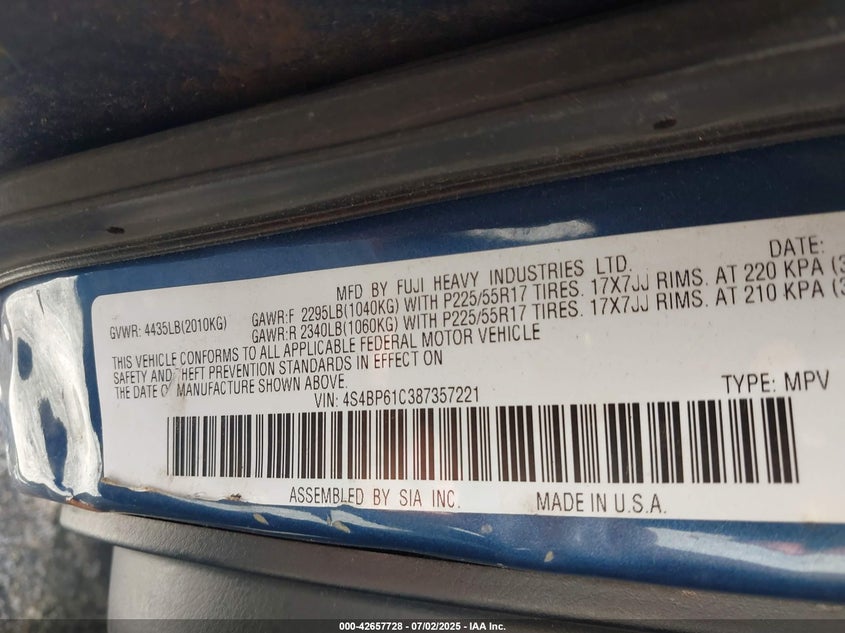 DATE:
MFD BY FUJI HEAVY INDUSTRIES LTD.
GVWR: 4435LB(2010KG)
GAWR:F 2295LB(1040KG) WITH P225/55R17 TIRES. 17X7JJ RIMS. AT 220 KPA (3
GAWR:R 2340LB(1060KG) WITH P225/55R17 TIRES. 17X7JJ RIMS. AT 210 KPA (3
THIS VEHICLE CONFORMS TO ALL APPLICABLE FEDERAL MOTOR VEHICLE
SAFETY AND THEFT PREVENTION STANDARDS IN EFFECT ON
THE DATE OF MANUFACTURE SHOWN ABOVE.
VIN: 4S4BP61C387357221
TYPE: MPV
ASSEMBLED BY SIA INC.
MADE IN U.S.A.
000-42657728 - 07/02/2025 - IAA Inc.